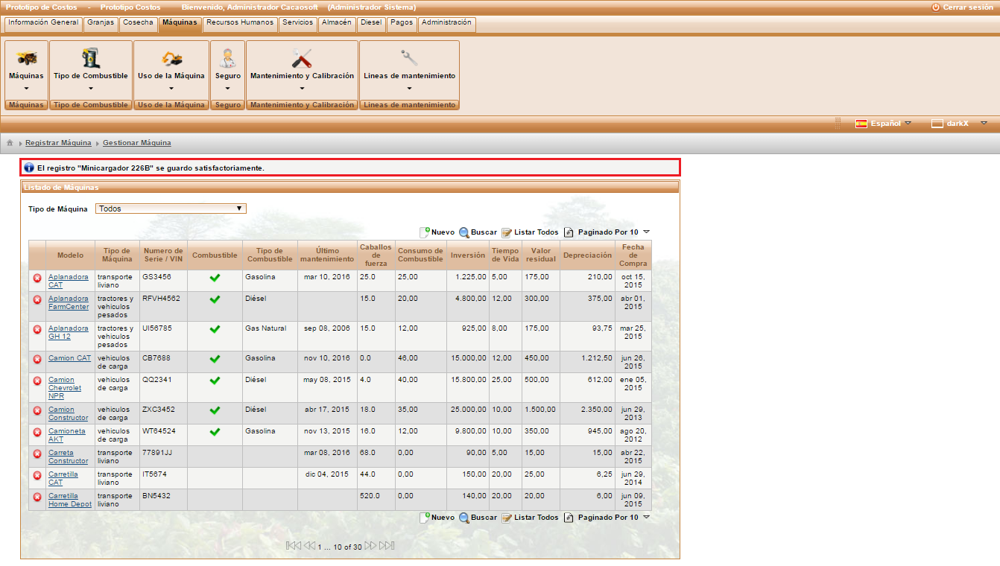 Prototipo de Costos - Prototipo Costos Bienvenido, Administrador Cacaosoft (Administrador Sistema) Cerrar sesión
Información General Granjas Cosecha Máquinas Recursos Humanos Servicios Almacén Diesel Pagos Administración
Máquinas Tipo de Combustible Uso de la Máquina Seguro Mantenimiento y Calibración Lineas de mantenimiento
Máquinas Tipo de Combustible Uso de la Máquina Seguro Mantenimiento y Calibración Lineas de mantenimiento
Español darkX
Registrar Máquina Gestionar Máquina
El registro "Minicargador 226B" se guardo satisfactoriamente.
Listado de Máquinas
Tipo de Máquina Todos
Nuevo Buscar Listar Todos Paginado Por 10
Modelo Tipo de Máquina Numero de Serie / VIN Combustible Tipo de Combustible Último mantenimiento Caballos de fuerza Consumo de Combustible Inversión Tiempo de Vida Valor residual Depreciación Fecha de Compra
Aplanadora CAT transporte liviano GS3456 Gasolina mar 10, 2016 25.0 25,00 1.225,00 5,00 175,00 210,00 oct 15, 2015
Aplanadora FarmCenter tractores y vehiculos pesados RFVH4562 Diésel 15.0 20,00 4.800,00 12,00 300,00 375,00 abr 01, 2015
Aplanadora GH 12 tractores y vehiculos pesados UI56785 Gas Natural sep 08, 2006 15.0 12,00 925,00 8,00 175,00 93,75 mar 25, 2015
Camion CAT vehiculos de carga CB7688 Gasolina nov 10, 2016 0.0 46,00 15.000,00 12,00 450,00 1.212,50 jun 26, 2015
Camion Chevrolet NPR vehiculos de carga QQ2341 Diésel may 08, 2015 4.0 40,00 15.800,00 25,00 500,00 612,00 ene 05, 2015
Camion Constructor vehiculos de carga ZXC3452 Diésel abr 17, 2015 18.0 35,00 25.000,00 10,00 1.500,00 2.350,00 jun 29, 2013
Camioneta AKT vehiculos de carga WT64524 Gasolina nov 13, 2015 16.0 12,00 9.800,00 10,00 350,00 945,00 ago 20, 2012
Carreta Constructor transporte liviano 77891JJ mar 08, 2016 68.0 0,00 90,00 5,00 15,00 15,00 abr 22, 2015
Carretilla CAT transporte liviano IT5674 dic 04, 2015 44.0 0,00 150,00 20,00 25,00 6,25 jun 29, 2014
Carretilla Home Depot transporte liviano BN5432 520.0 0,00 140,00 20,00 20,00 6,00 jun 09, 2015
Nuevo Buscar Listar Todos Paginado Por 10
1 ... 10 of 30